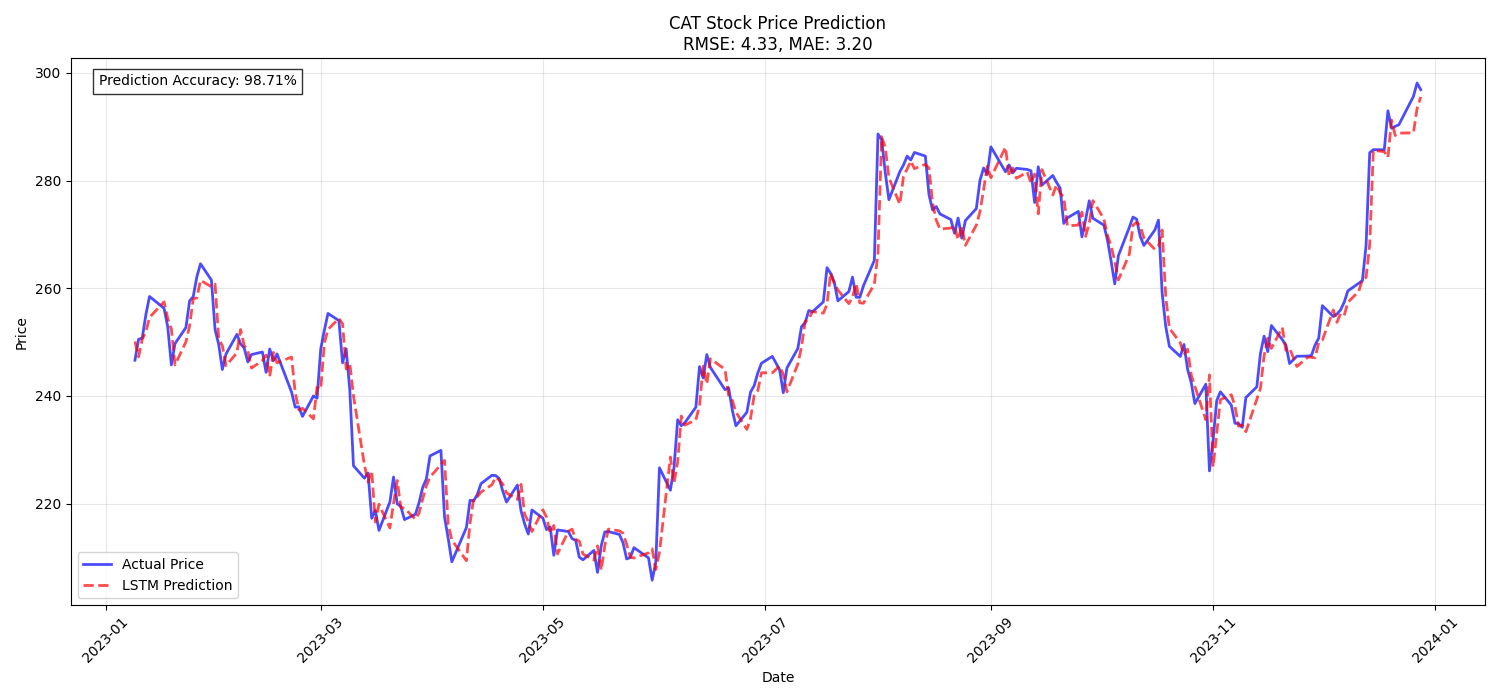 CAT Stock Price Prediction
RMSE: 4.33, MAE: 3.20
Prediction Accuracy: 98.71%
Price
300
280
260
240
220
Actual Price
LSTM Prediction
2023-01
2023-03
2023-05
2023-07
2023-09
2023-11
2024-01
Date